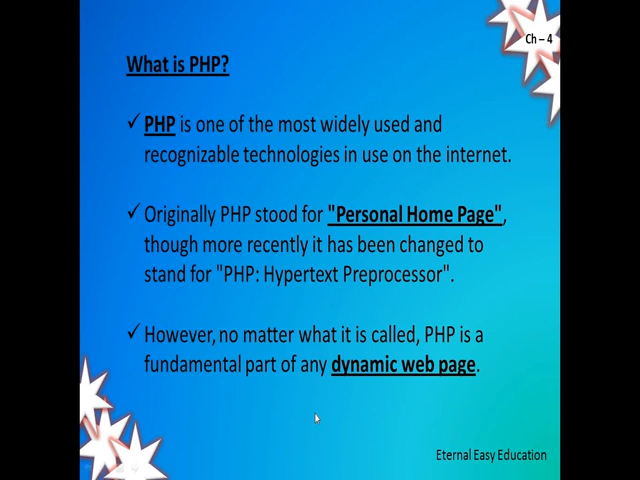 Ch – 4
What is PHP?
✓ PHP is one of the most widely used and
recognizable technologies in use on the internet.
✓ Originally PHP stood for "Personal Home Page",
though more recently it has been changed to
stand for "PHP: Hypertext Preprocessor".
✓ However, no matter what it is called, PHP is a
fundamental part of any dynamic web page.
Eternal Easy Education